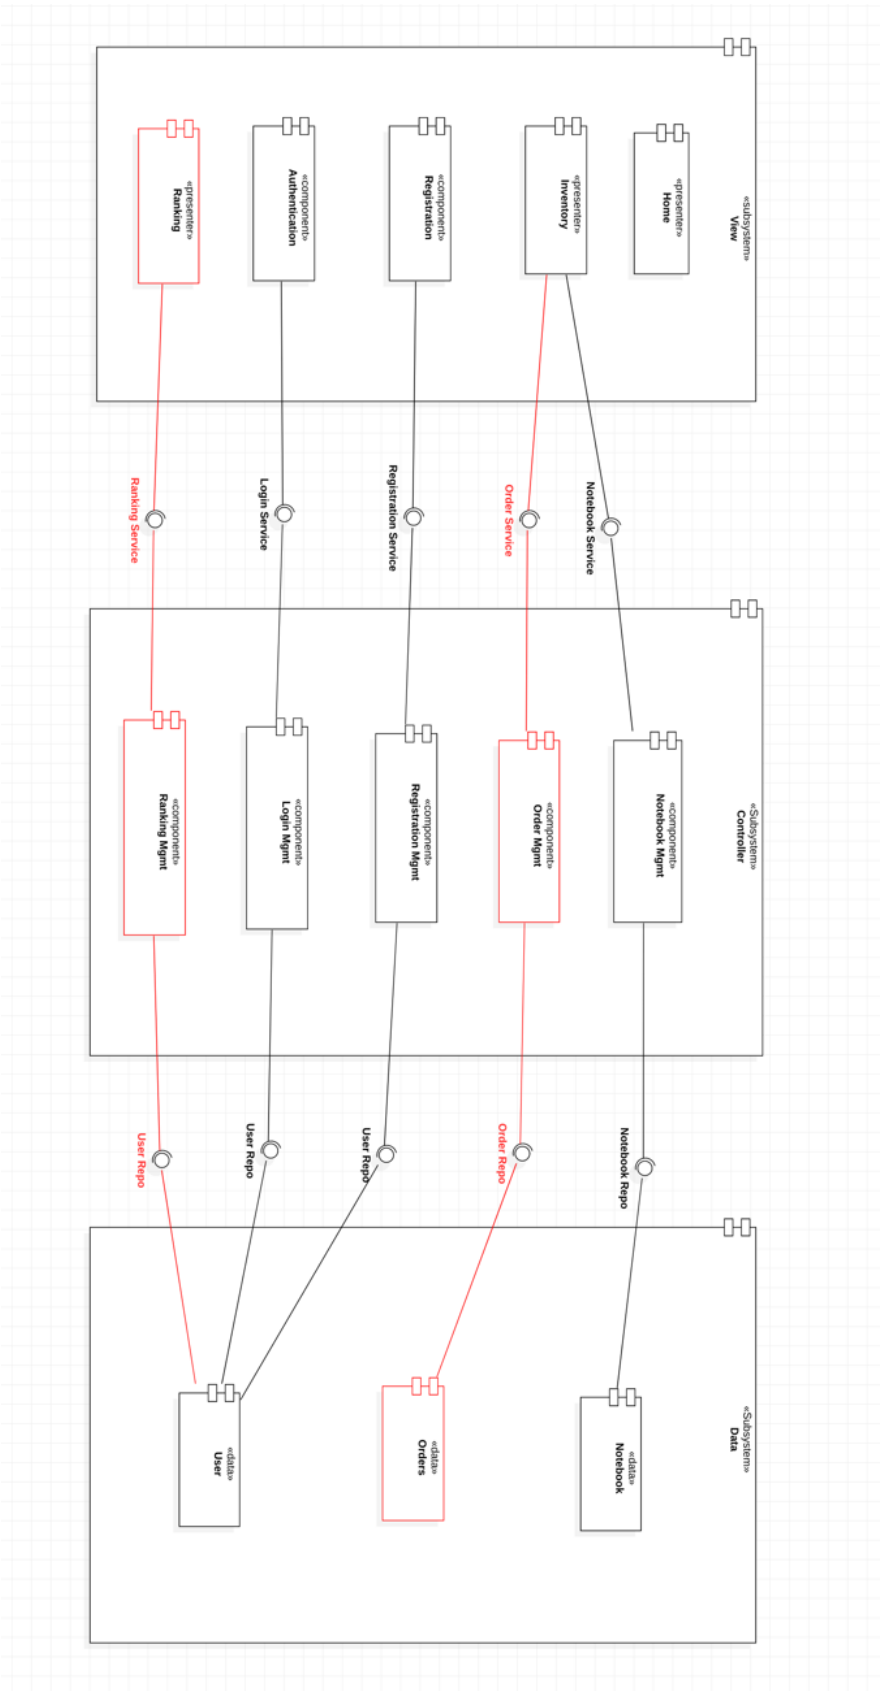 «subsystem»
View
«presenter»
Home
«presenter»
Inventory
«component»
Registration
«component»
Authentication
«presenter»
Ranking
Notebook Service
Order Service
Registration Service
Login Service
Ranking Service
«Subsystem»
Controller
«component»
Notebook Mgmt
«component»
Order Mgmt
«component»
Registration Mgmt
«component»
Login Mgmt
«component»
Ranking Mgmt
Notebook Repo
Order Repo
User Repo
User Repo
User Repo
«Subsystem»
Data
«data»
Notebook
«data»
Orders
«data»
User